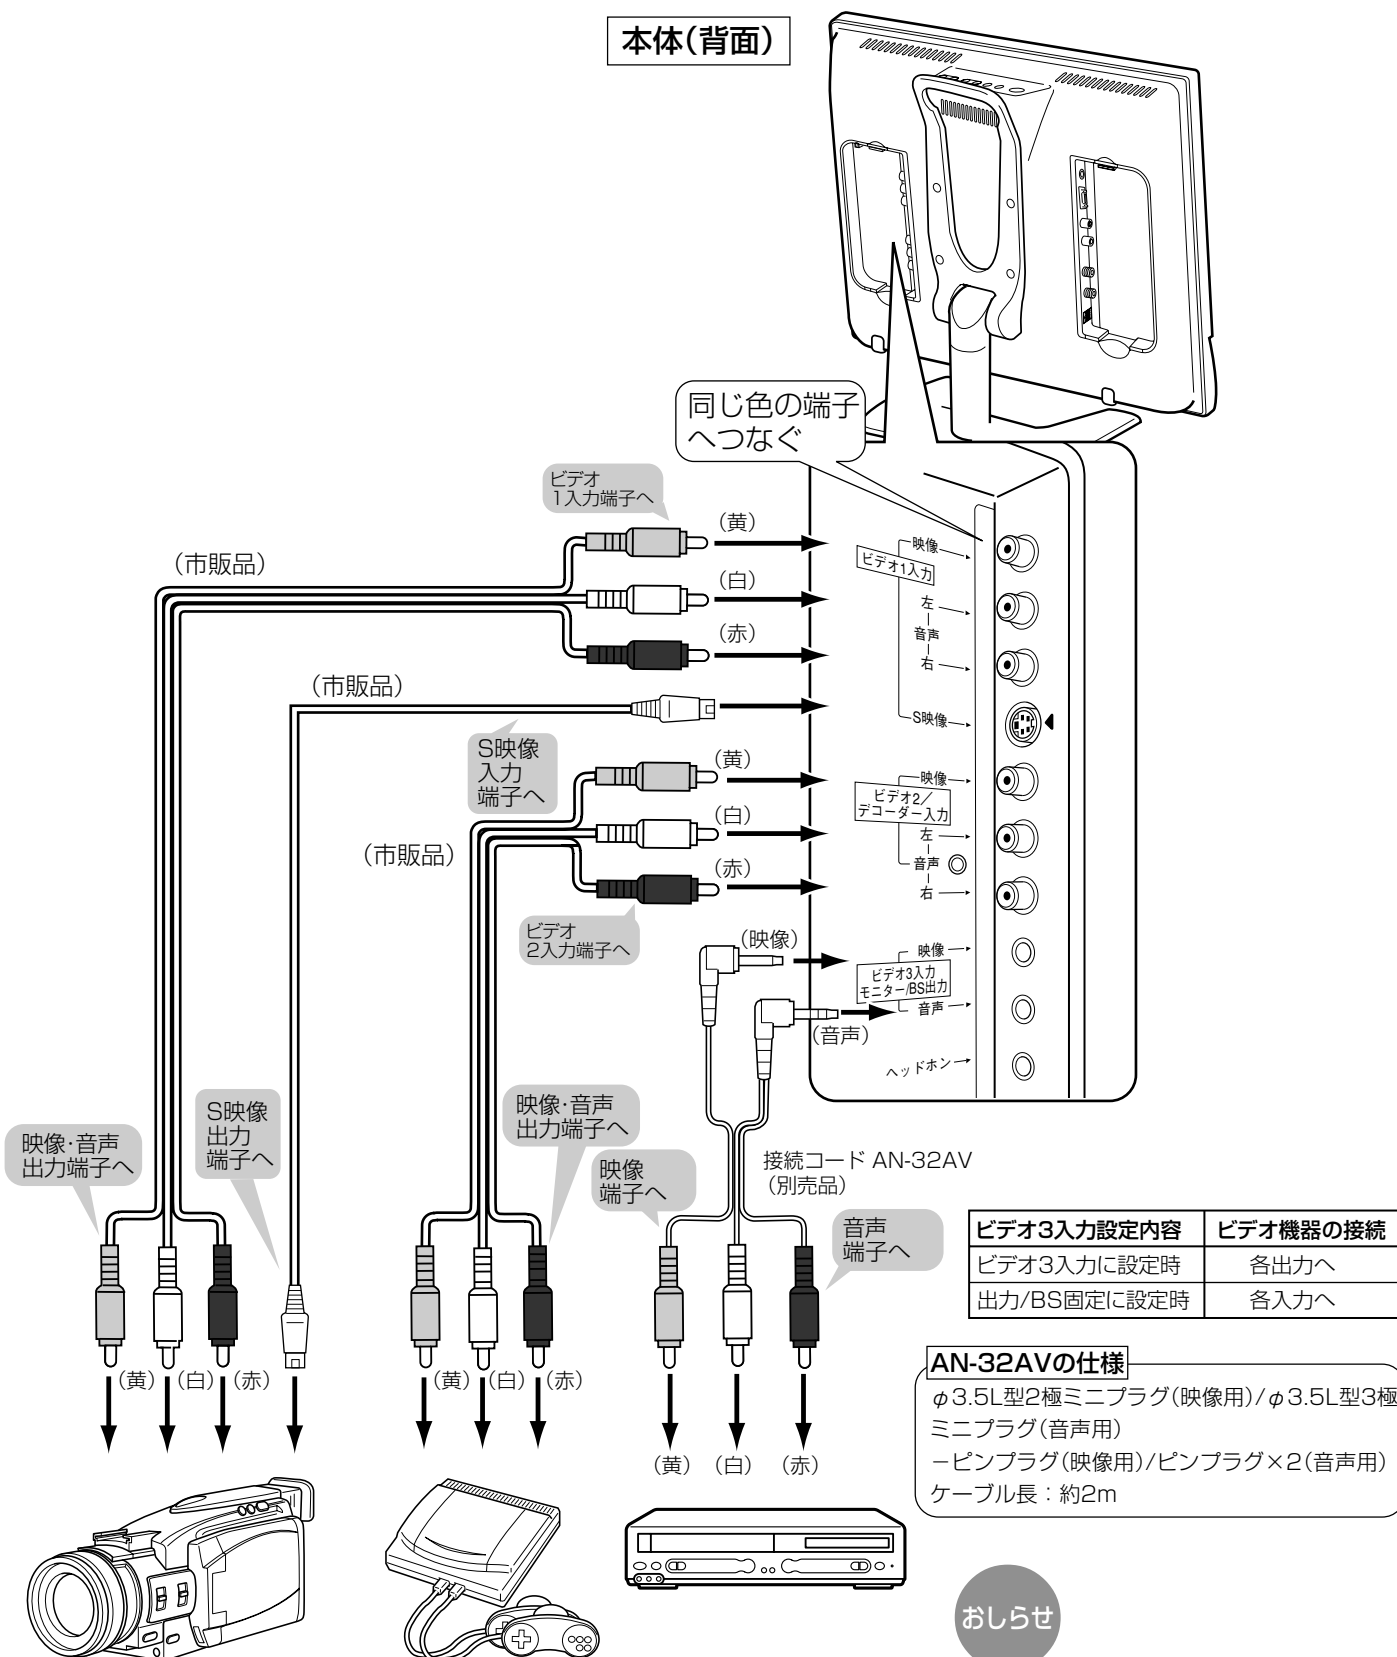 本体（背面）
同じ色の端子
へつなぐ
ビデオ
1入力端子へ
（黄）
（市販品）
（白）
（赤）
（市販品）
S映像
入力
端子へ
（黄）
（白）
（市販品）
（赤）
ビデオ
2入力端子へ
映像
ビデオ1入力
左
音声
右
S映像
映像
ビデオ2／
デコーダー入力
左
音声
右
（映像）
映像
ビデオ3入力
モニター/BS出力
音声
（音声）
ヘッドホン
映像・音声
出力端子へ
S映像
出力
端子へ
映像・音声
出力端子へ
映像
端子へ
接続コード AN-32AV
（別売品）
音声
端子へ
ビデオ3入力設定内容 ビデオ機器の接続
ビデオ3入力に設定時 各出力へ
出力/BS固定に設定時 各入力へ
（黄）（白）（赤）
（黄）（白）（赤）
（黄）（白）（赤）
AN-32AVの仕様
φ3.5L型2極ミニプラグ（映像用）/φ3.5L型3極
ミニプラグ（音声用）
−ピンプラグ（映像用）/ピンプラグ×2（音声用）
ケーブル長：約2m
おしらせ